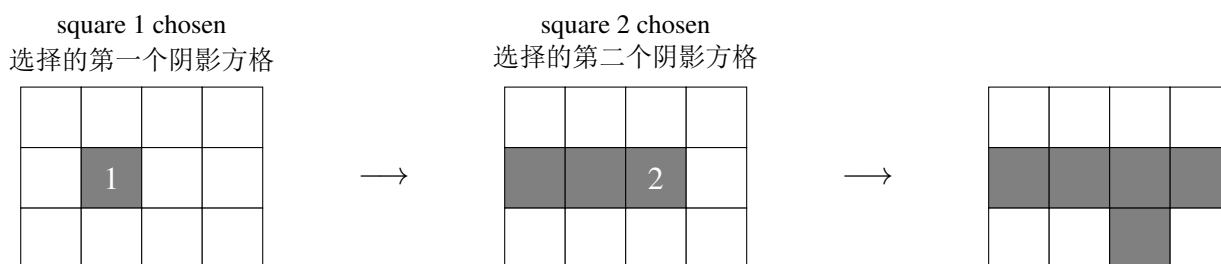 square 1 chosen
选择的第一个阴影方格
square 2 chosen
选择的第二个阴影方格
1
2